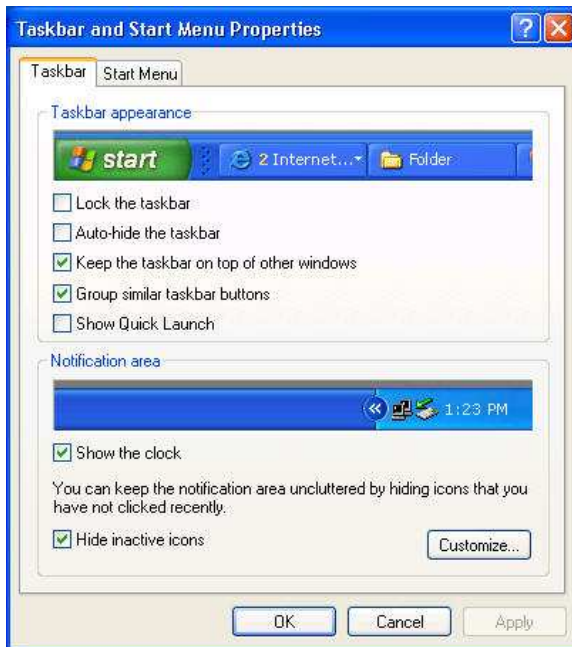 Taskbar and Start Menu Properties
?
Taskbar
Start Menu
Taskbar appearance
start
2 Internet...
Folder
Lock the taskbar
Auto-hide the taskbar
Keep the taskbar on top of other windows
Group similar taskbar buttons
Show Quick Launch
Notification area
1:23 PM
Show the clock
You can keep the notification area uncluttered by hiding icons that you
have not clicked recently.
Hide inactive icons
Customize...
OK
Cancel
Apply